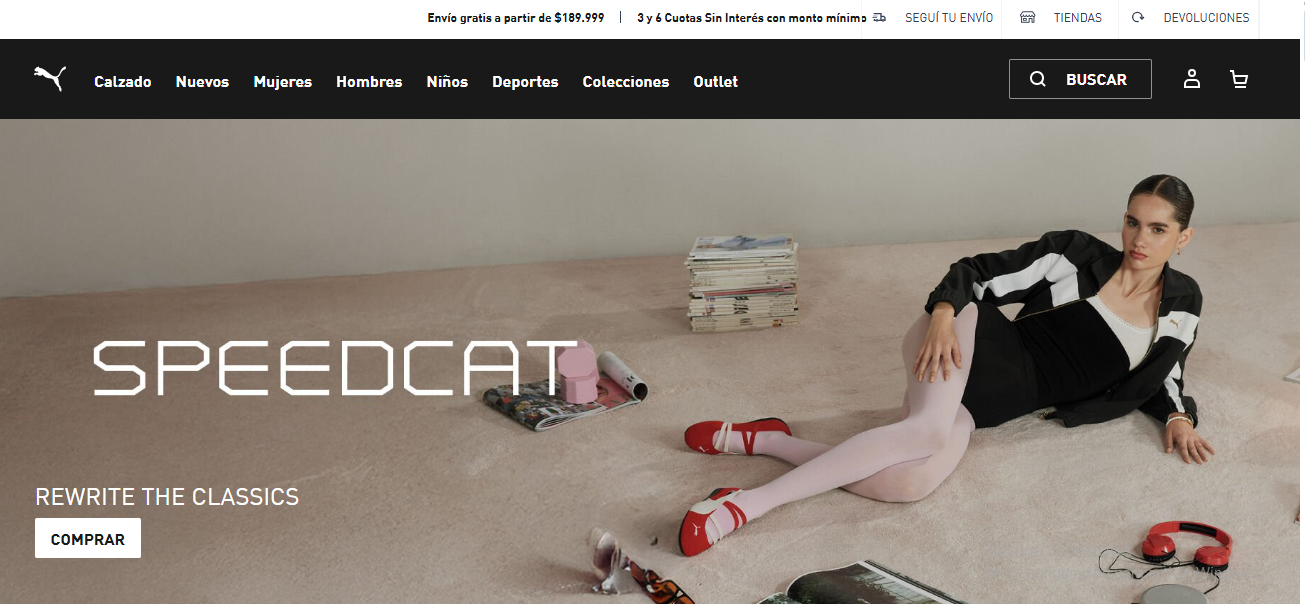 Envío gratis a partir de $189.999 | 3 y 6 Cuotas Sin Interés con monto mínimo SEGUÍ TU ENVÍO TIENDAS DEVOLUCIONES
Calzado Nuevos Mujeres Hombres Niños Deportes Colecciones Outlet BUSCAR
SPEEDCAT
REWRITE THE CLASSICS
COMPRAR